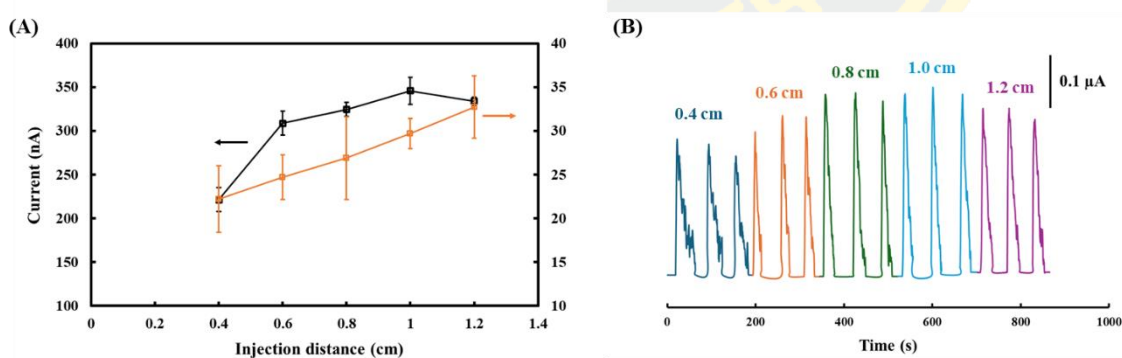 (A)
400
350
300
250
200
150
100
Current (nA)
40
35
30
25
20
15
10
0
0.2
0.4
0.6
0.8
1
1.2
1.4
Injection distance (cm)
(B)
0.4 cm
0.6 cm
0.8 cm
1.0 cm
1.2 cm
0.1 µA
0
200
400
600
800
1000
Time (s)